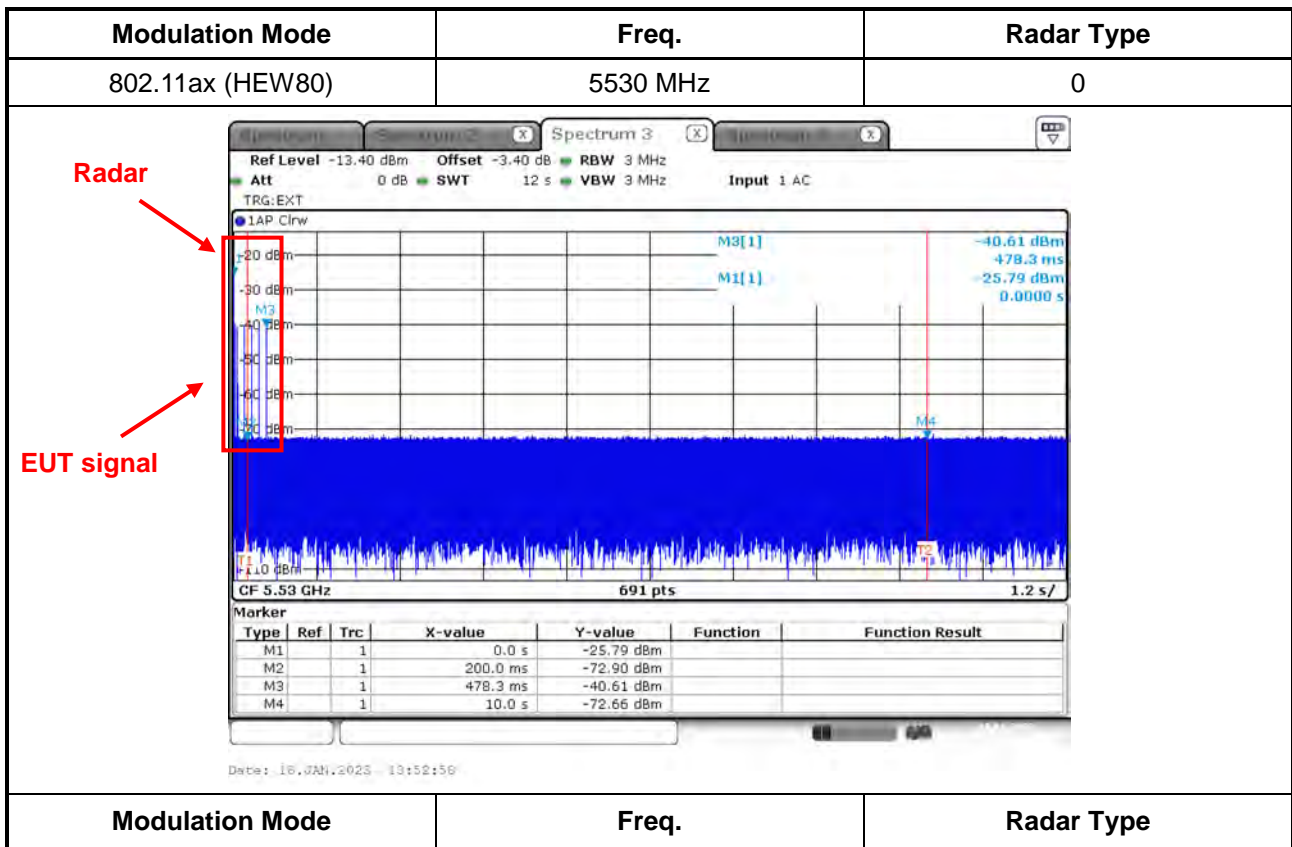 Modulation Mode Freq. Radar Type
802.11ax (HEW80) 5530 MHz 0
Spectrum 3
Ref Level -13.40 dBm Offset -3.40 dB RBW 3 MHz
Att 0 dB SWT 12 s VBW 3 MHz Input 1 AC
TRG:EXT
1AP Clrw
Radar
M3[1] -40.61 dBm
478.3 ms
M1[1] -25.79 dBm
0.0000 s
-20 dBm
-30 dBm
M3
-40 dBm
-50 dBm
-60 dBm
-70 dBm
M4
EUT signal
T1
T2
-110 dBm
CF 5.53 GHz 691 pts 1.2 s/
Marker
Type Ref Trc X-value Y-value Function Function Result
M1 1 0.0 s -25.79 dBm
M2 1 200.0 ms -72.90 dBm
M3 1 478.3 ms -40.61 dBm
M4 1 10.0 s -72.66 dBm
Modulation Mode Freq. Radar Type